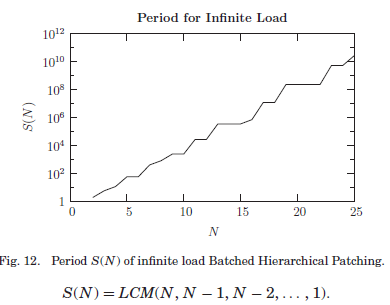 Period for Infinite Load
10^12
10^10
10^8
10^6
10^4
10^2
1
S(N)
0 5 10 15 20 25
N
Fig. 12. Period S(N) of infinite load Batched Hierarchical Patching.
S(N) = LCM(N, N − 1, N − 2, . . . , 1).